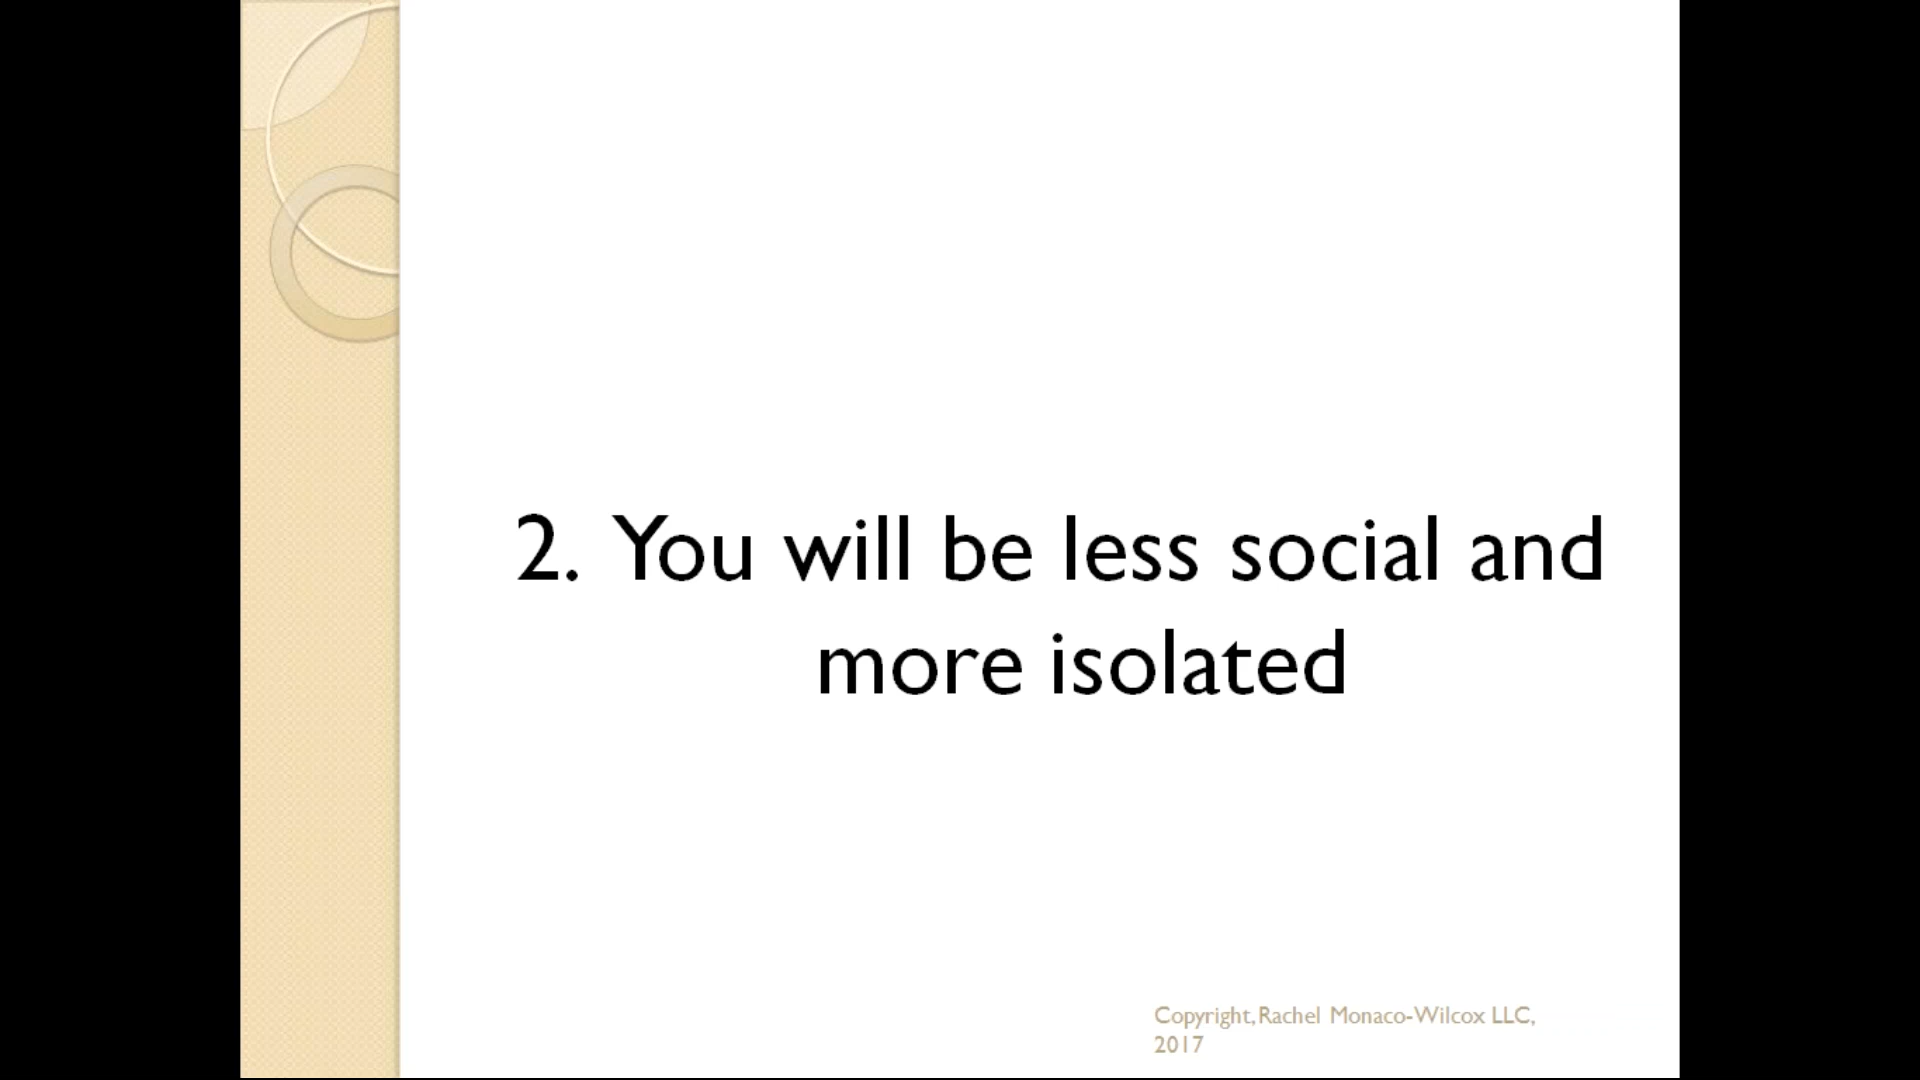 2. You will be less social and
more isolated
Copyright, Rachel Monaco-Wilcox LLC,
2017